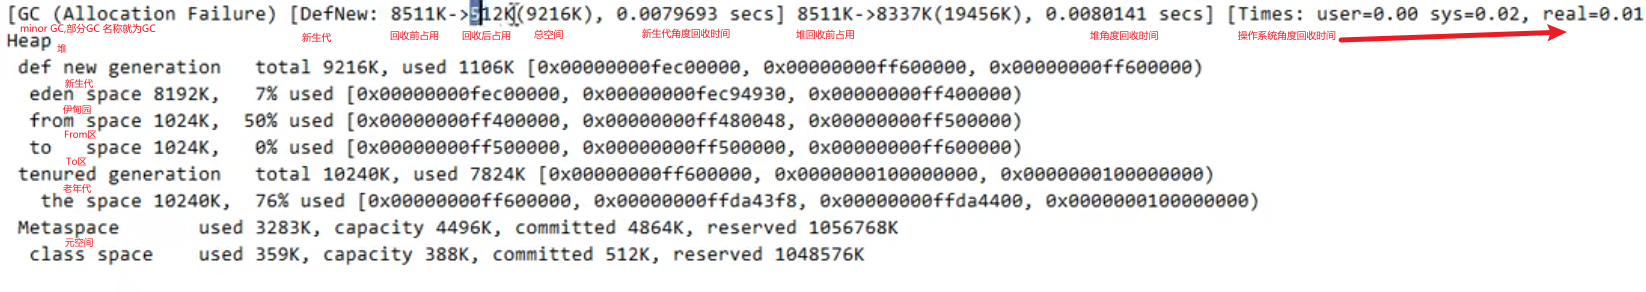 [GC (Allocation Failure) [DefNew: 8511K->512K(9216K), 0.0079693 secs] 8511K->8337K(19456K), 0.0080141 secs] [Times: user=0.00 sys=0.02, real=0.01
minor GC,部分GC 名称就为GC 新生代 回收前占用 回收后占用 总空间 新生代角度回收时间 堆回收前占用 堆角度回收时间 操作系统角度回收时间
Heap
堆
def new generation total 9216K, used 1106K [0x00000000fec00000, 0x00000000ff600000, 0x00000000ff600000)
新生代
eden space 8192K, 7% used [0x00000000fec00000, 0x00000000fec94930, 0x00000000ff400000)
伊甸园
from space 1024K, 50% used [0x00000000ff400000, 0x00000000ff480048, 0x00000000ff500000)
From区
to space 1024K, 0% used [0x00000000ff500000, 0x00000000ff500000, 0x00000000ff600000)
To区
tenured generation total 10240K, used 7824K [0x00000000ff600000, 0x0000000100000000, 0x0000000100000000)
老年代
the space 10240K, 76% used [0x00000000ff600000, 0x00000000ffda43f8, 0x00000000ffda4400, 0x0000000100000000)
Metaspace used 3283K, capacity 4496K, committed 4864K, reserved 1056768K
元空间
class space used 359K, capacity 388K, committed 512K, reserved 1048576K